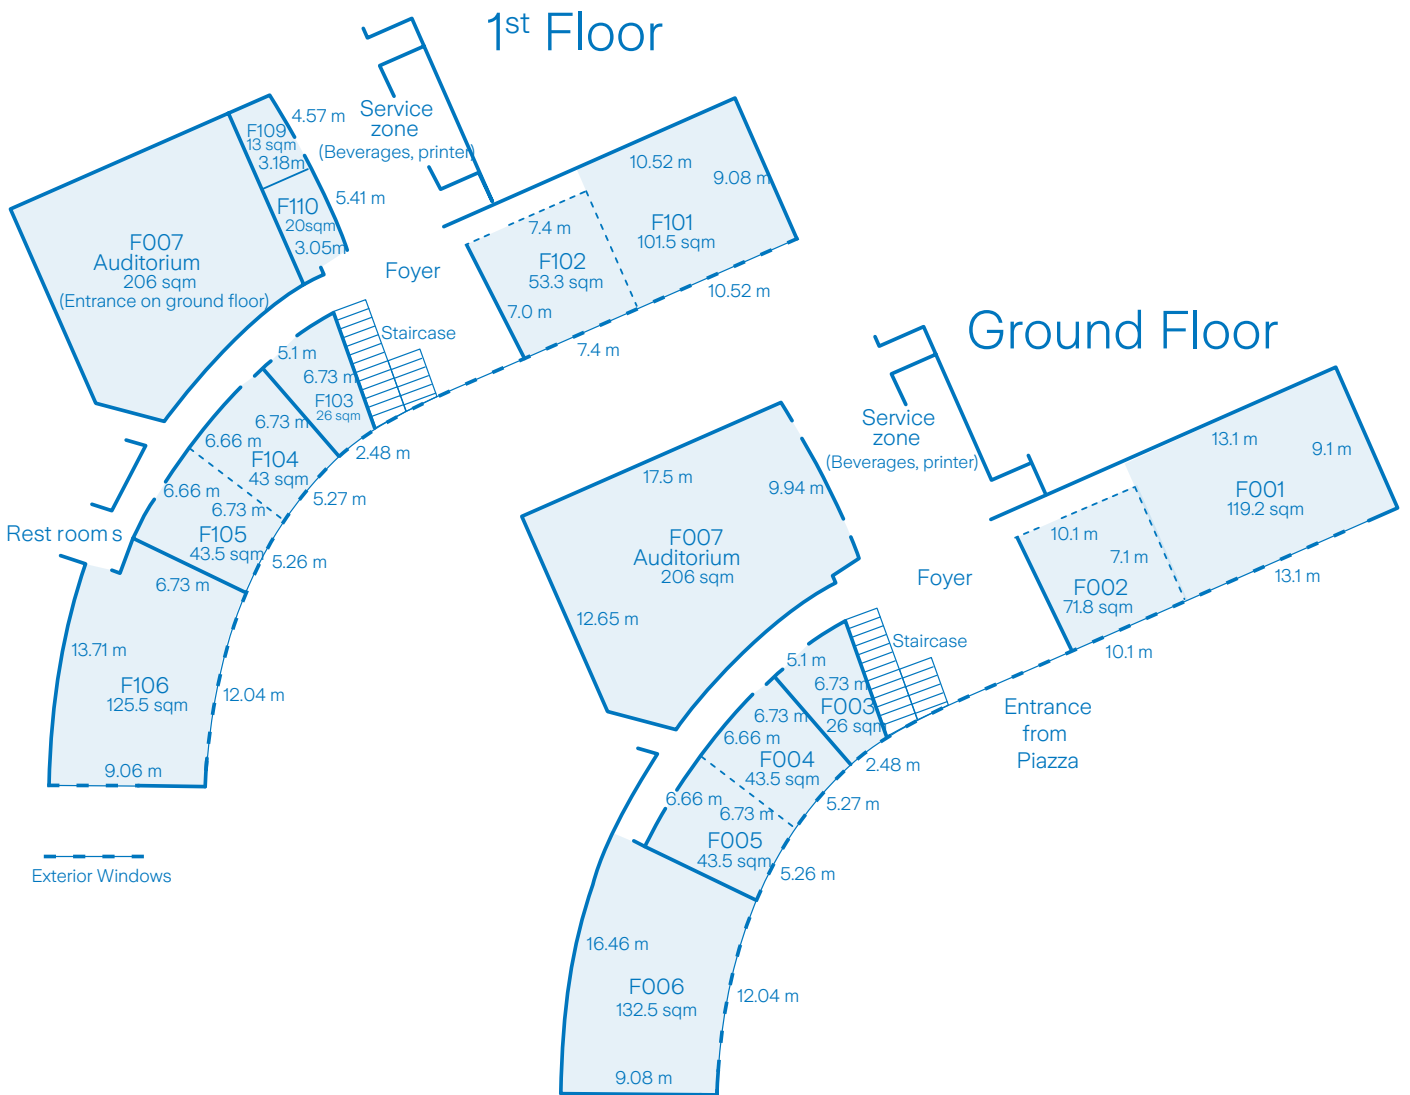 1st Floor
4.57 m
F109
13 sqm
3.18m
Service
zone
(Beverages, printer)
10.52 m
9.08 m
5.41 m
F110
20sqm
3.05m
7.4 m
F101
101.5 sqm
F007
Auditorium
206 sqm
(Entrance on ground floor)
Foyer
F102
53.3 sqm
10.52 m
7.0 m
7.4 m
Staircase
5.1 m
6.73 m
F103
26 sqm
2.48 m
6.73 m
6.66 m
F104
43 sqm
5.27 m
6.66 m
6.73 m
F105
43.5 sqm
5.26 m
Rest rooms
6.73 m
13.71 m
F106
125.5 sqm
12.04 m
9.06 m
Exterior Windows
Ground Floor
Service
zone
(Beverages, printer)
13.1 m
9.1 m
17.5 m
9.94 m
F001
119.2 sqm
F007
Auditorium
206 sqm
10.1 m
7.1 m
Foyer
F002
71.8 sqm
13.1 m
12.65 m
10.1 m
Staircase
5.1 m
6.73 m
F003
26 sqm
2.48 m
Entrance
from
Piazza
6.73 m
6.66 m
F004
43.5 sqm
5.27 m
6.66 m
6.73 m
F005
43.5 sqm
5.26 m
16.46 m
F006
132.5 sqm
12.04 m
9.08 m